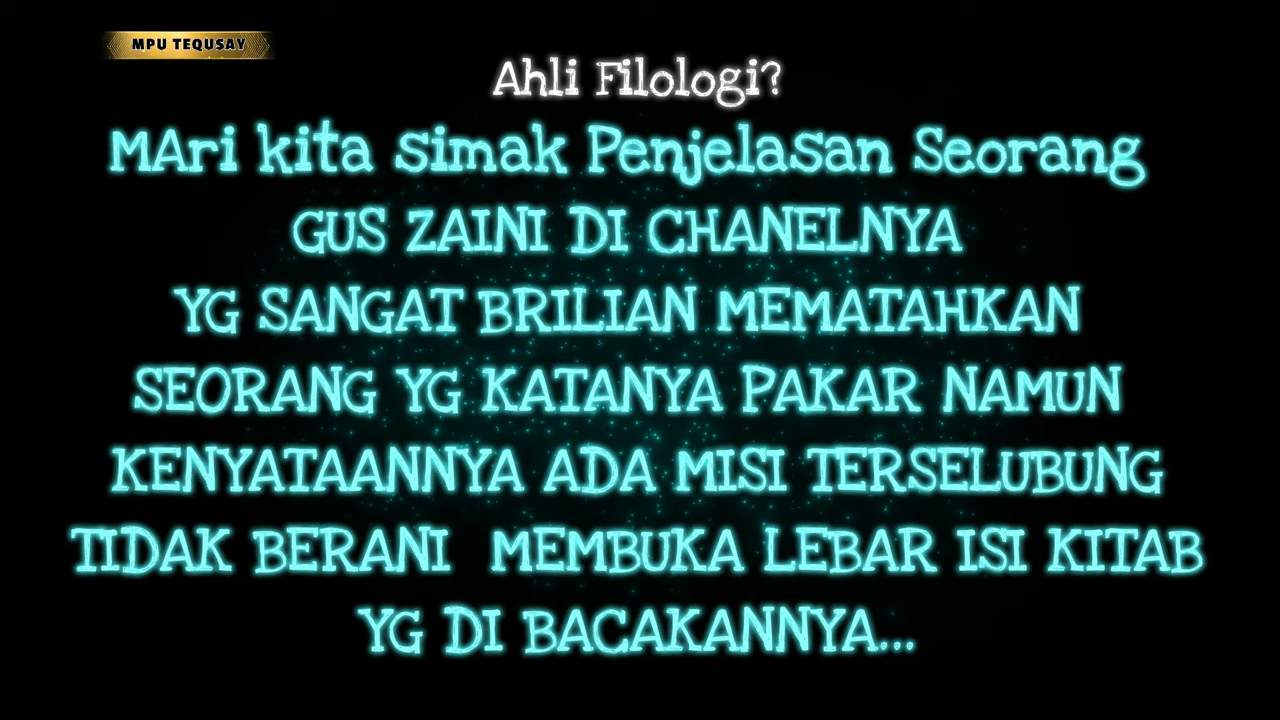 MPU TEQUSAY
Ahli Filologi?
MAri kita simak Penjelasan Seorang
GUS ZAINI DI CHANELNYA
YG SANGAT BRILIAN MEMATAHKAN
SEORANG YG KATANYA PAKAR NAMUN
KENYATAANNYA ADA MISI TERSELUBUNG
TIDAK BERANI MEMBUKA LEBAR ISI KITAB
YG DI BACAKANNYA...